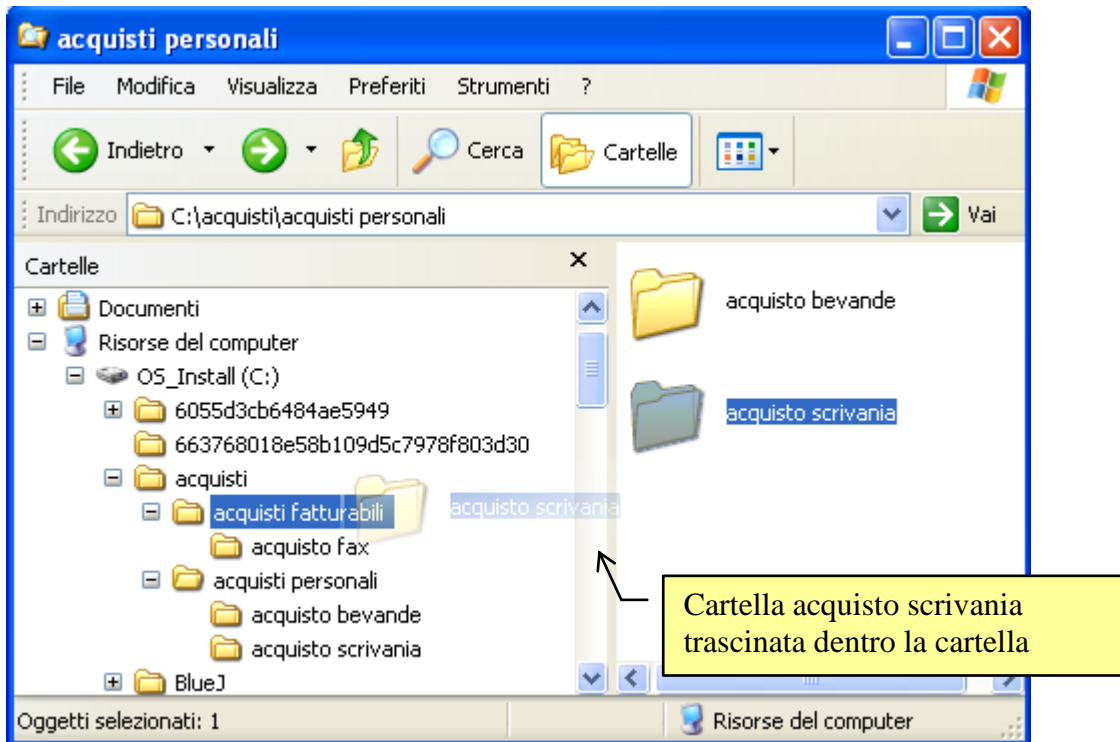 acquisti personali
File Modifica Visualizza Preferiti Strumenti ?
Indietro Cerca Cartelle
Indirizzo C:\acquisti\acquisti personali Vai
Cartelle
Documenti
Risorse del computer
OS_Install (C:)
6055d3cb6484ae5949
663768018e58b109d5c7978f803d30
acquisti
acquisti fatturabili
acquisto fax
acquisti personali
acquisto bevande
acquisto scrivania
BlueJ
acquisto bevande
acquisto scrivania
acquisto scrivania
Cartella acquisto scrivania
trascinata dentro la cartella
Oggetti selezionati: 1 Risorse del computer